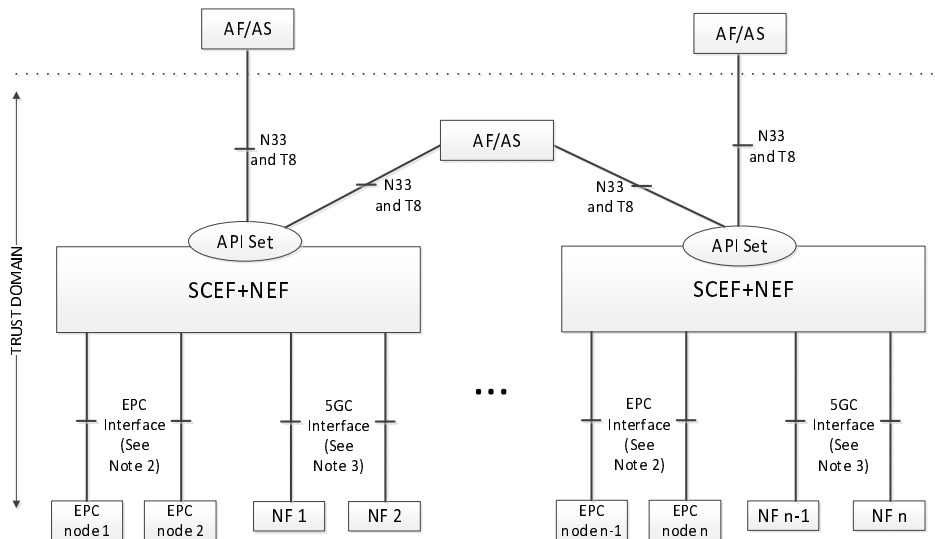 AF/AS
AF/AS
N33
and T8
AF/AS
N33
and T8
N33
and T8
N33
and T8
API Set
API Set
SCEF+NEF
SCEF+NEF
TRUST DOMAIN
EPC
Interface
(See
Note 2)
5GC
Interface
(See
Note 3)
...
EPC
Interface
(See
Note 2)
5GC
Interface
(See
Note 3)
EPC
node 1
EPC
node 2
NF 1
NF 2
EPC
node n-1
EPC
node n
NF n-1
NF n